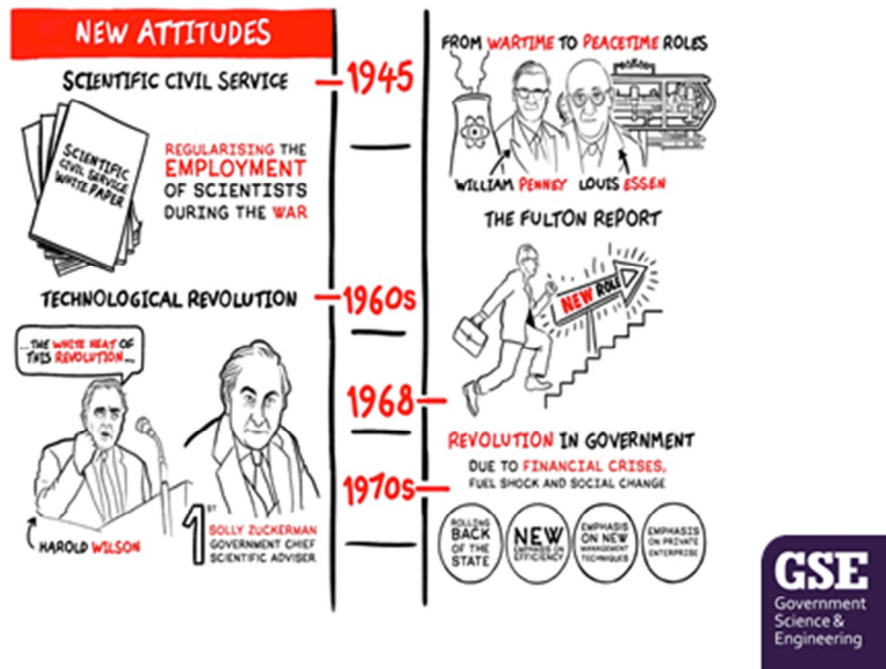 NEW ATTITUDES
SCIENTIFIC CIVIL SERVICE
1945
SCIENTIFIC
CIVIL SERVICE
WHITE PAPER
REGULARISING THE
EMPLOYMENT
OF SCIENTISTS
DURING THE WAR
FROM WARTIME TO PEACETIME ROLES
WILLIAM PENNEY
LOUIS ESSEN
TECHNOLOGICAL REVOLUTION
1960s
...THE WHITE HEAT OF
THIS REVOLUTION...
HAROLD WILSON
1ST
SOLLY ZUCKERMAN
GOVERNMENT CHIEF
SCIENTIFIC ADVISER
THE FULTON REPORT
NEW ROLE
1968
REVOLUTION IN GOVERNMENT
DUE TO FINANCIAL CRISES,
FUEL SHOCK AND SOCIAL CHANGE
1970s
ROLLING
BACK
OF THE
STATE
NEW
EMPHASIS ON
EFFICIENCY
EMPHASIS
ON NEW
MANAGEMENT
TECHNIQUES
EMPHASIS
ON PRIVATE
ENTERPRISE
GSE
Government
Science &
Engineering